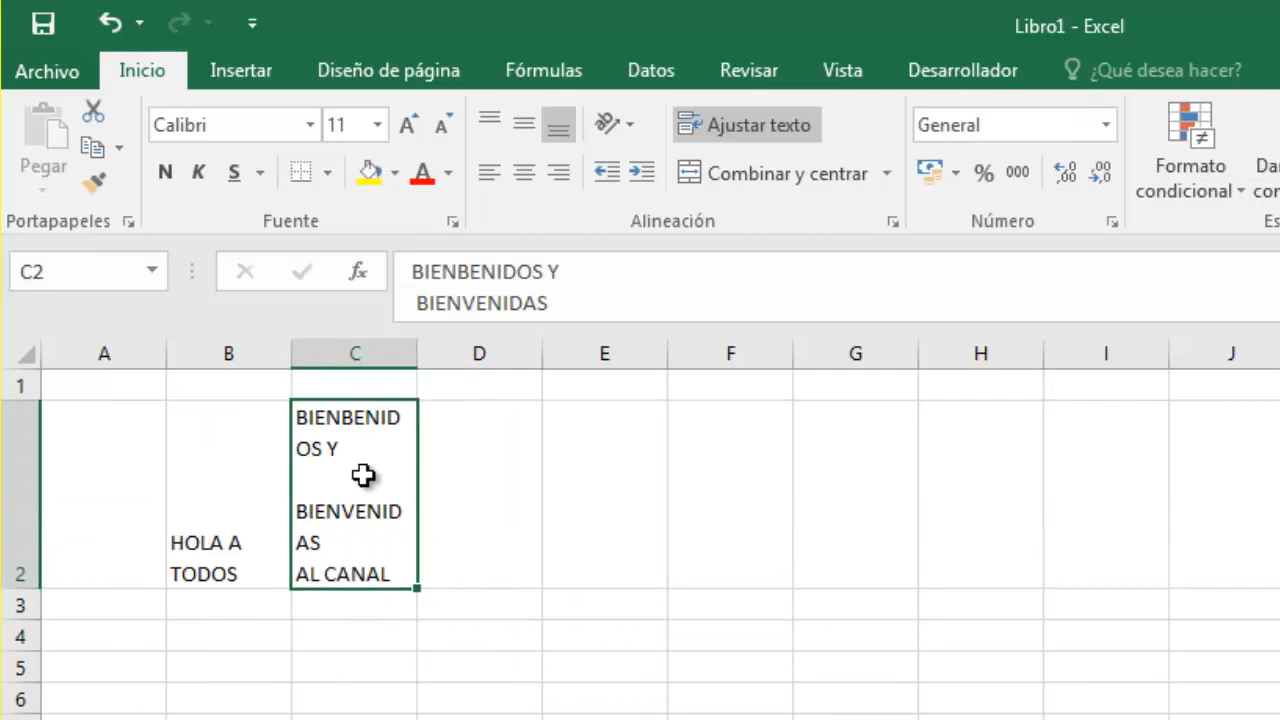 Libro1 - Excel
Archivo Inicio Insertar Diseño de página Fórmulas Datos Revisar Vista Desarrollador ¿Qué desea hacer?
Pegar
Calibri 11
N K S
Ajustar texto
Combinar y centrar
General
% 000
Formato
condicional
Portapapeles Fuente Alineación Número
C2 fx BIENBENIDOS Y
BIENVENIDAS
A B C D E F G H I J
1
2
3
4
5
6
HOLA A
TODOS
BIENBENID
OS Y
BIENVENID
AS
AL CANAL